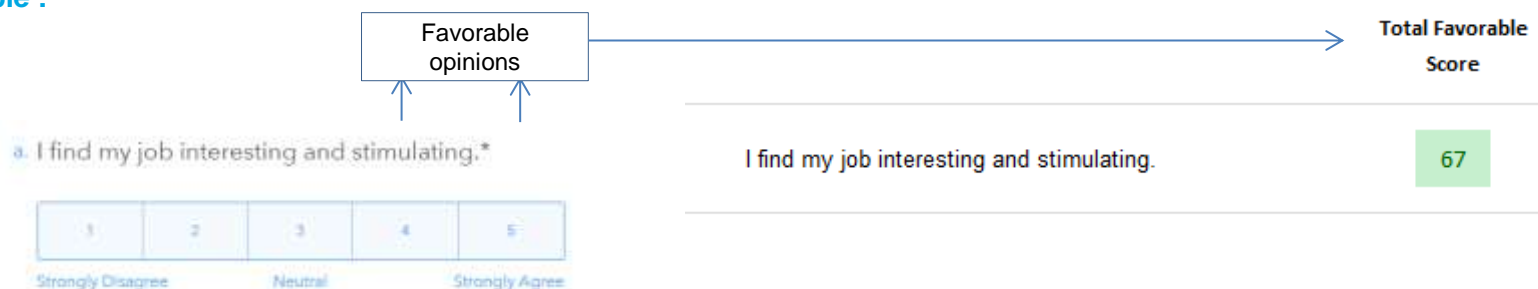 Favorable
opinions
Total Favorable
Score
a. I find my job interesting and stimulating.*
1 2 3 4 5
Strongly Disagree Neutral Strongly Agree
I find my job interesting and stimulating.
67